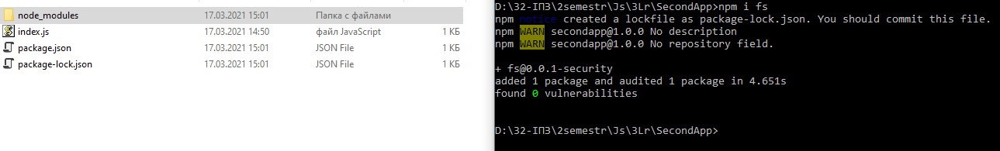 node_modules 17.03.2021 15:01 Папка с файлами
index.js 17.03.2021 14:50 файл JavaScript 1 КБ
package.json 17.03.2021 15:01 JSON File 1 КБ
package-lock.json 17.03.2021 15:01 JSON File 1 КБ
D:\32-ІПЗ\2semestr\Js\3Lr\SecondApp>npm i fs
npm notice created a lockfile as package-lock.json. You should commit this file.
npm WARN secondapp@1.0.0 No description
npm WARN secondapp@1.0.0 No repository field.
+ fs@0.0.1-security
added 1 package and audited 1 package in 4.651s
found 0 vulnerabilities
D:\32-ІПЗ\2semestr\Js\3Lr\SecondApp>